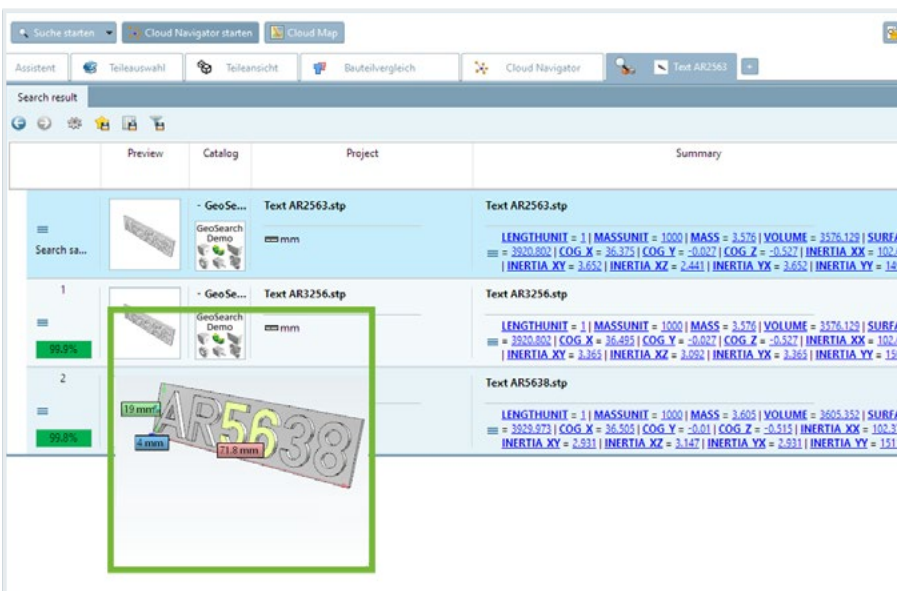 Suche starten Cloud Navigator starten Cloud Map
Assistent Teileauswahl Teileansicht Bauteilvergleich Cloud Navigator Text AR2563 +
Search result
Preview Catalog Project Summary
- GeoSe... Text AR2563.stp Text AR2563.stp
GeoSearch
Demo
mm
Search sa...
LENGTHUNIT = 1 | MASSUNIT = 1000 | MASS = 3.576 | VOLUME = 3576.129 | SURFA
= 3920.802 | COG X = 36.375 | COG Y = -0.027 | COG Z = -0.527 | INERTIA XX = 102.
| INERTIA XY = 3.652 | INERTIA XZ = 2.441 | INERTIA YX = 3.652 | INERTIA YY = 14
1 - GeoSe... Text AR3256.stp Text AR3256.stp
GeoSearch
Demo
mm
99.9%
LENGTHUNIT = 1 | MASSUNIT = 1000 | MASS = 3.576 | VOLUME = 3576.129 | SURFA
= 3920.802 | COG X = 36.495 | COG Y = -0.027 | COG Z = -0.527 | INERTIA XX = 102.
| INERTIA XY = 3.365 | INERTIA XZ = 3.092 | INERTIA YX = 3.365 | INERTIA YY = 15
2 Text AR5638.stp
99.8%
LENGTHUNIT = 1 | MASSUNIT = 1000 | MASS = 3.605 | VOLUME = 3605.352 | SURFA
= 3929.973 | COG X = 36.505 | COG Y = -0.01 | COG Z = -0.515 | INERTIA XX = 102.3
INERTIA XY = 2.931 | INERTIA XZ = 3.147 | INERTIA YX = 2.931 | INERTIA YY = 151
AR5638
19 mm
4 mm
71.8 mm